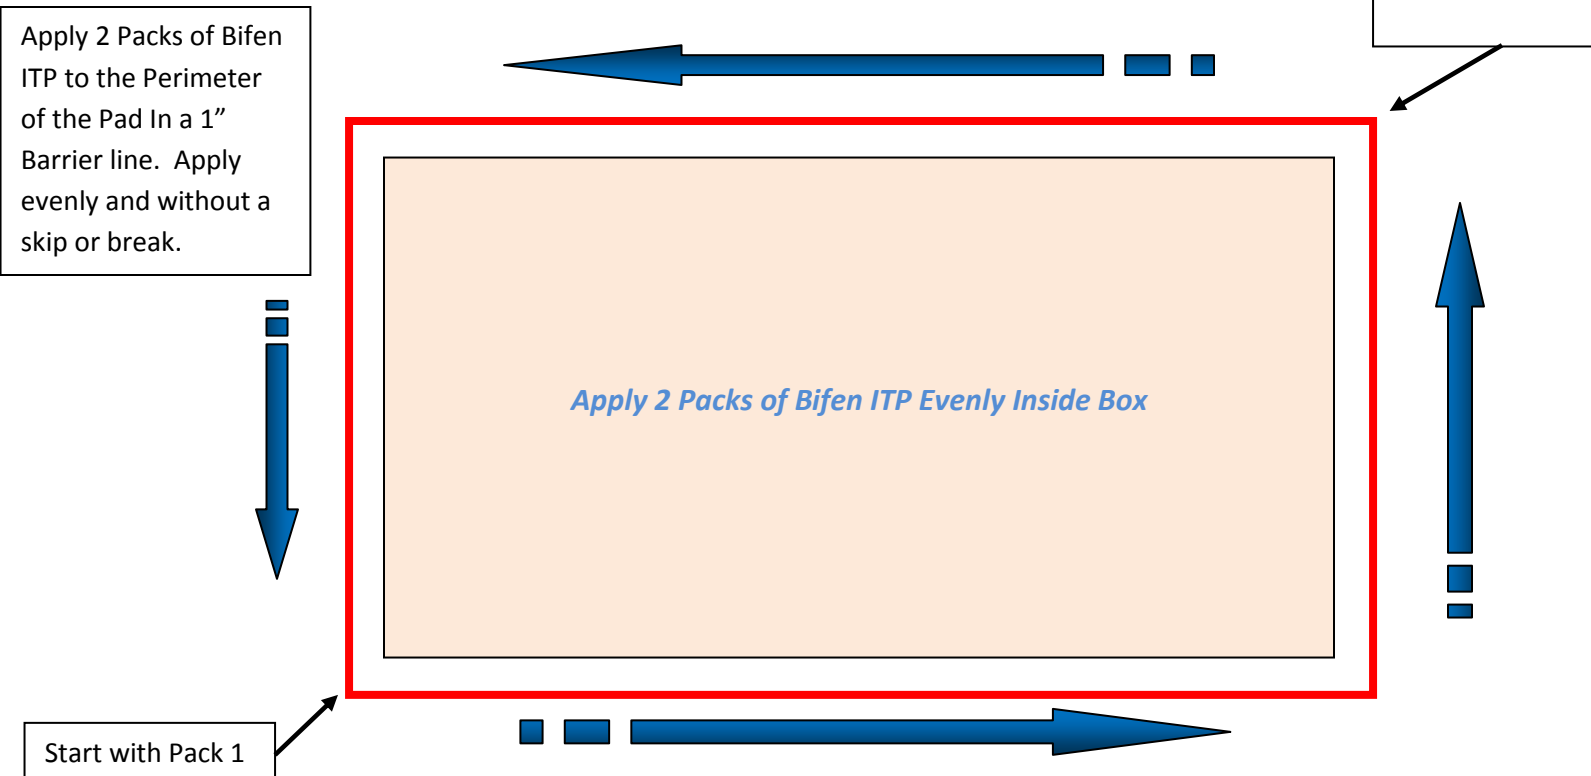 Apply 2 Packs of Bifen
ITP to the Perimeter
of the Pad In a 1”
Barrier line.  Apply
evenly and without a
skip or break.
Apply 2 Packs of Bifen ITP Evenly Inside Box
Start with Pack 1